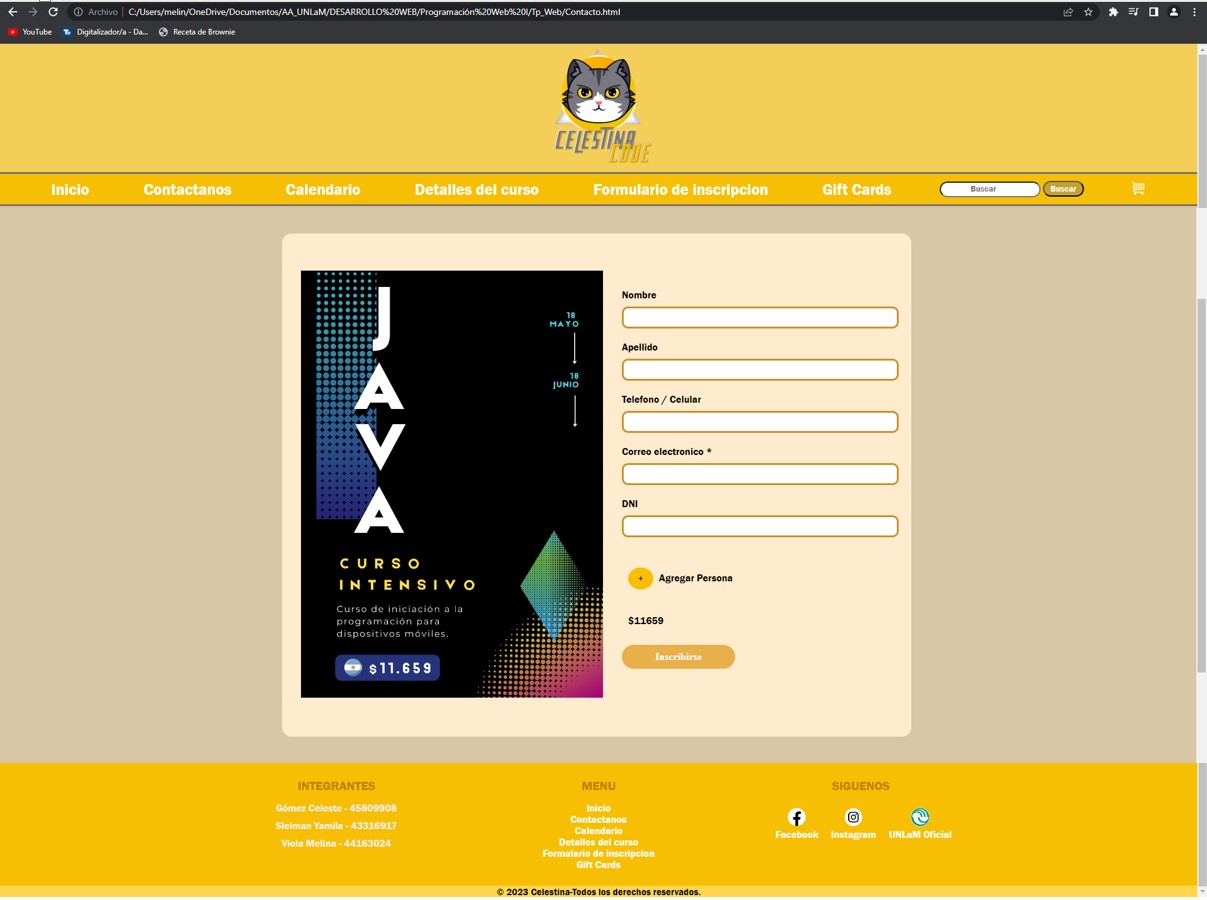 Archivo | C:/Users/melin/OneDrive/Documentos/AA_UNLaM/DESARROLLO%20WEB/Programación%20Web%20I/Tp_Web/Contacto.html
YouTube Digitalizador/a - Da... Receta de Brownie
CELESTINA
CODE
Inicio Contactanos Calendario Detalles del curso Formulario de inscripcion Gift Cards Buscar Buscar
JAVA
18
MAYO
18
JUNIO
CURSO
INTENSIVO
Curso de iniciación a la
programación para
dispositivos móviles.
$11.659
Nombre
Apellido
Telefono / Celular
Correo electronico *
DNI
+ Agregar Persona
$11659
Inscribirse
INTEGRANTES
Gómez Celeste - 45809908
Sleiman Yamila - 43316917
Viola Melina - 44163024
MENU
Inicio
Contactanos
Calendario
Detalles del curso
Formulario de inscripcion
Gift Cards
SIGUENOS
Facebook Instagram UNLaM Oficial
© 2023 Celestina-Todos los derechos reservados.